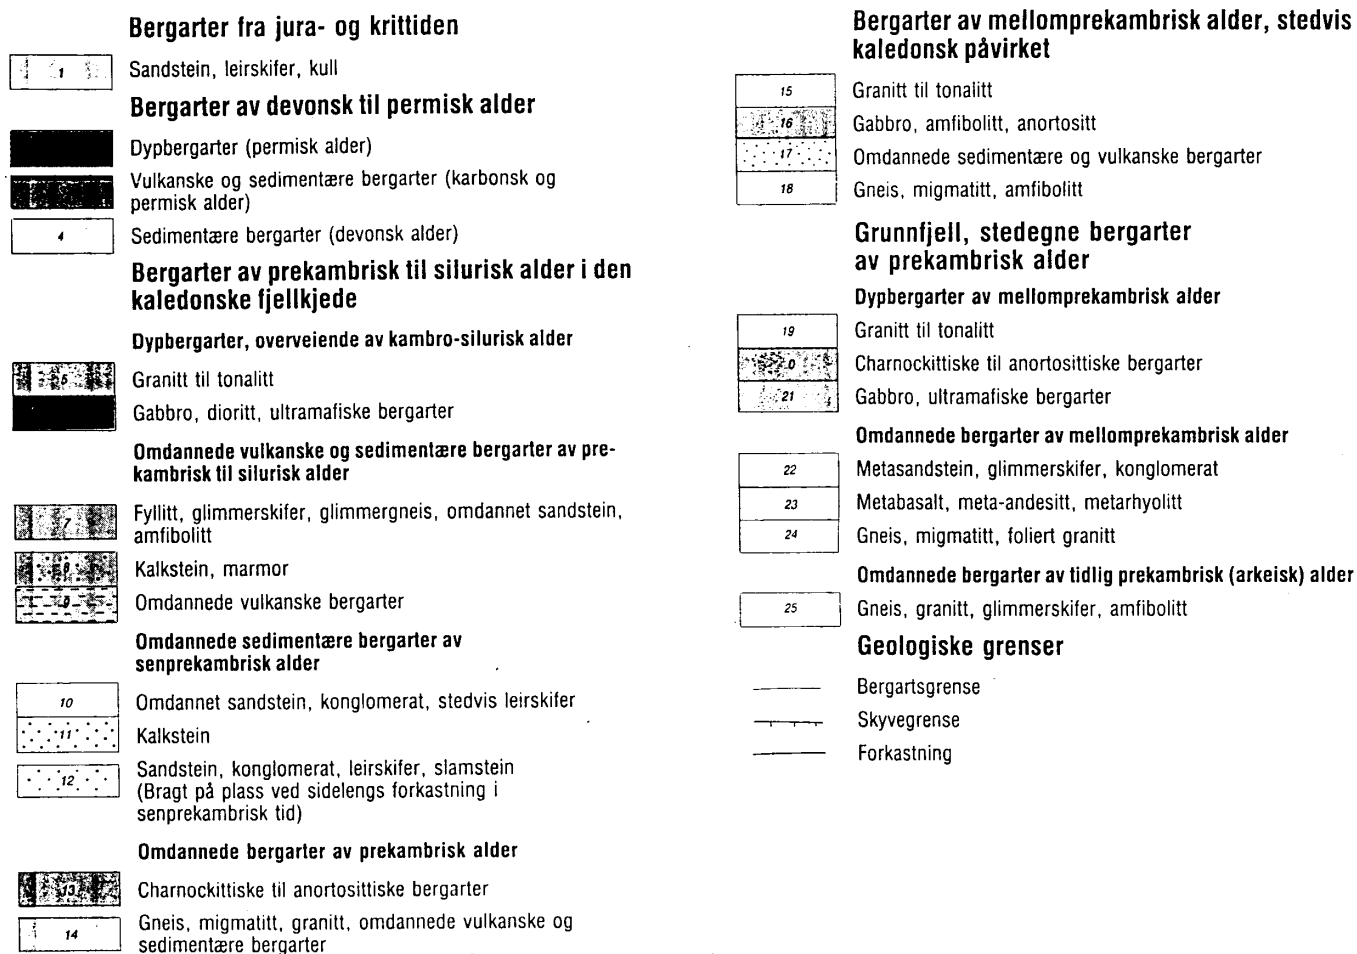 Bergarter fra jura- og krittiden
1 Sandstein, leirskifer, kull
Bergarter av devonsk til permisk alder
Dypbergarter (permisk alder)
Vulkanske og sedimentære bergarter (karbonsk og
permisk alder)
4 Sedimentære bergarter (devonsk alder)
Bergarter av prekambrisk til silurisk alder i den
kaledonske fjellkjede
Dypbergarter, overveiende av kambro-silurisk alder
5 Granitt til tonalitt
Gabbro, dioritt, ultramafiske bergarter
Omdannede vulkanske og sedimentære bergarter av pre-
kambrisk til silurisk alder
7 Fyllitt, glimmerskifer, glimmergneis, omdannet sandstein,
amfibolitt
8 Kalkstein, marmor
9 Omdannede vulkanske bergarter
Omdannede sedimentære bergarter av
senprekambrisk alder
10 Omdannet sandstein, konglomerat, stedvis leirskifer
11 Kalkstein
12 Sandstein, konglomerat, leirskifer, slamstein
(Bragt på plass ved sidelengs forkastning i
senprekambrisk tid)
Omdannede bergarter av prekambrisk alder
13 Charnockittiske til anortosittiske bergarter
14 Gneis, migmatitt, granitt, omdannede vulkanske og
sedimentære bergarter
Bergarter av mellomprekambrisk alder, stedvis
kaledonsk påvirket
15 Granitt til tonalitt
16 Gabbro, amfibolitt, anortositt
17 Omdannede sedimentære og vulkanske bergarter
18 Gneis, migmatitt, amfibolitt
Grunnfjell, stedegne bergarter
av prekambrisk alder
Dypbergarter av mellomprekambrisk alder
19 Granitt til tonalitt
0 Charnockittiske til anortosittiske bergarter
21 Gabbro, ultramafiske bergarter
Omdannede bergarter av mellomprekambrisk alder
22 Metasandstein, glimmerskifer, konglomerat
23 Metabasalt, meta-andesitt, metarhyolitt
24 Gneis, migmatitt, foliert granitt
Omdannede bergarter av tidlig prekambrisk (arkeisk) alder
25 Gneis, granitt, glimmerskifer, amfibolitt
Geologiske grenser
Bergartsgrense
Skyvegrense
Forkastning